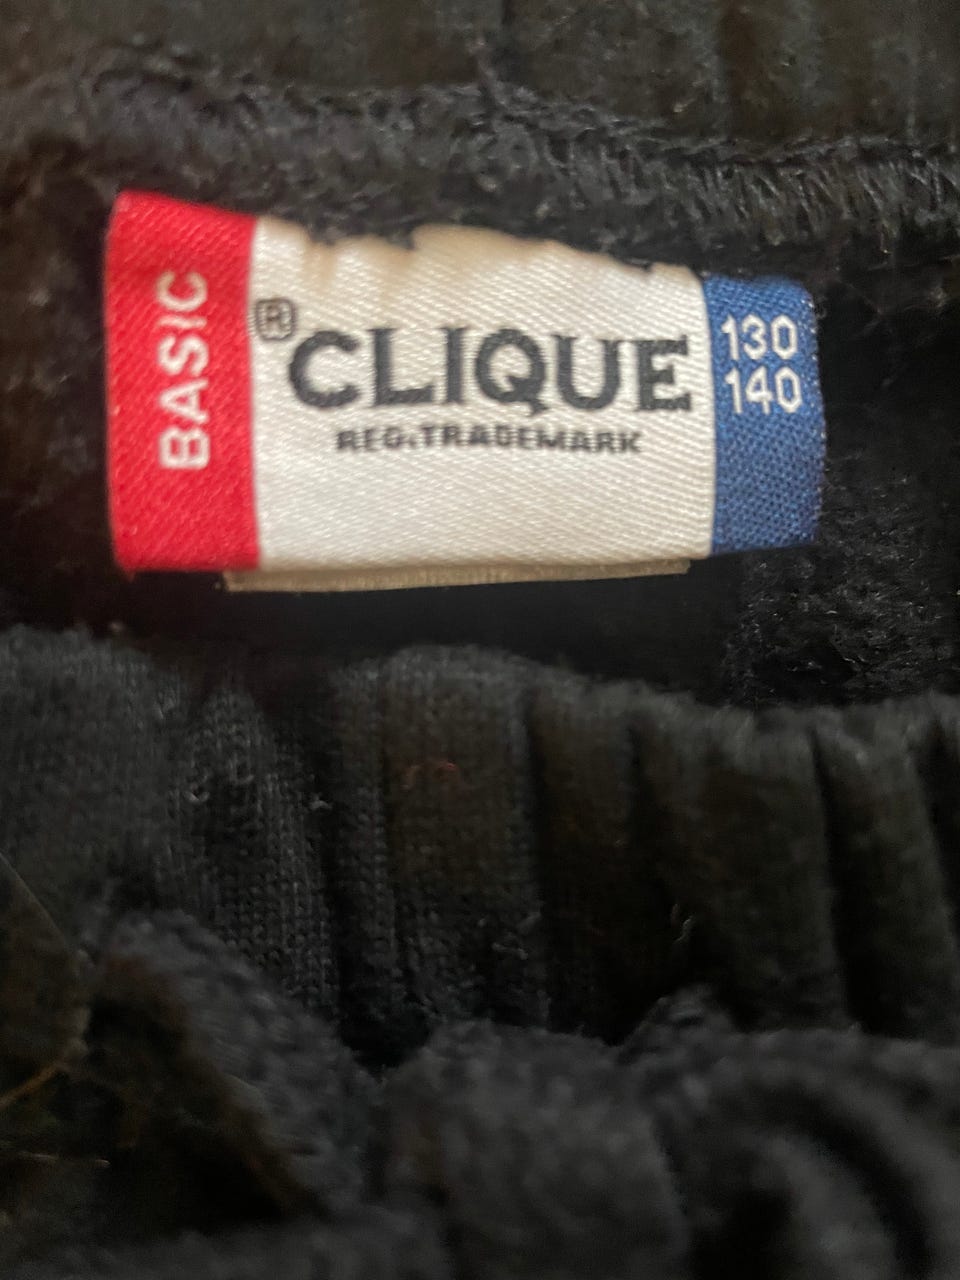 BASIC
®
CLIQUE
REG.TRADEMARK
130
140